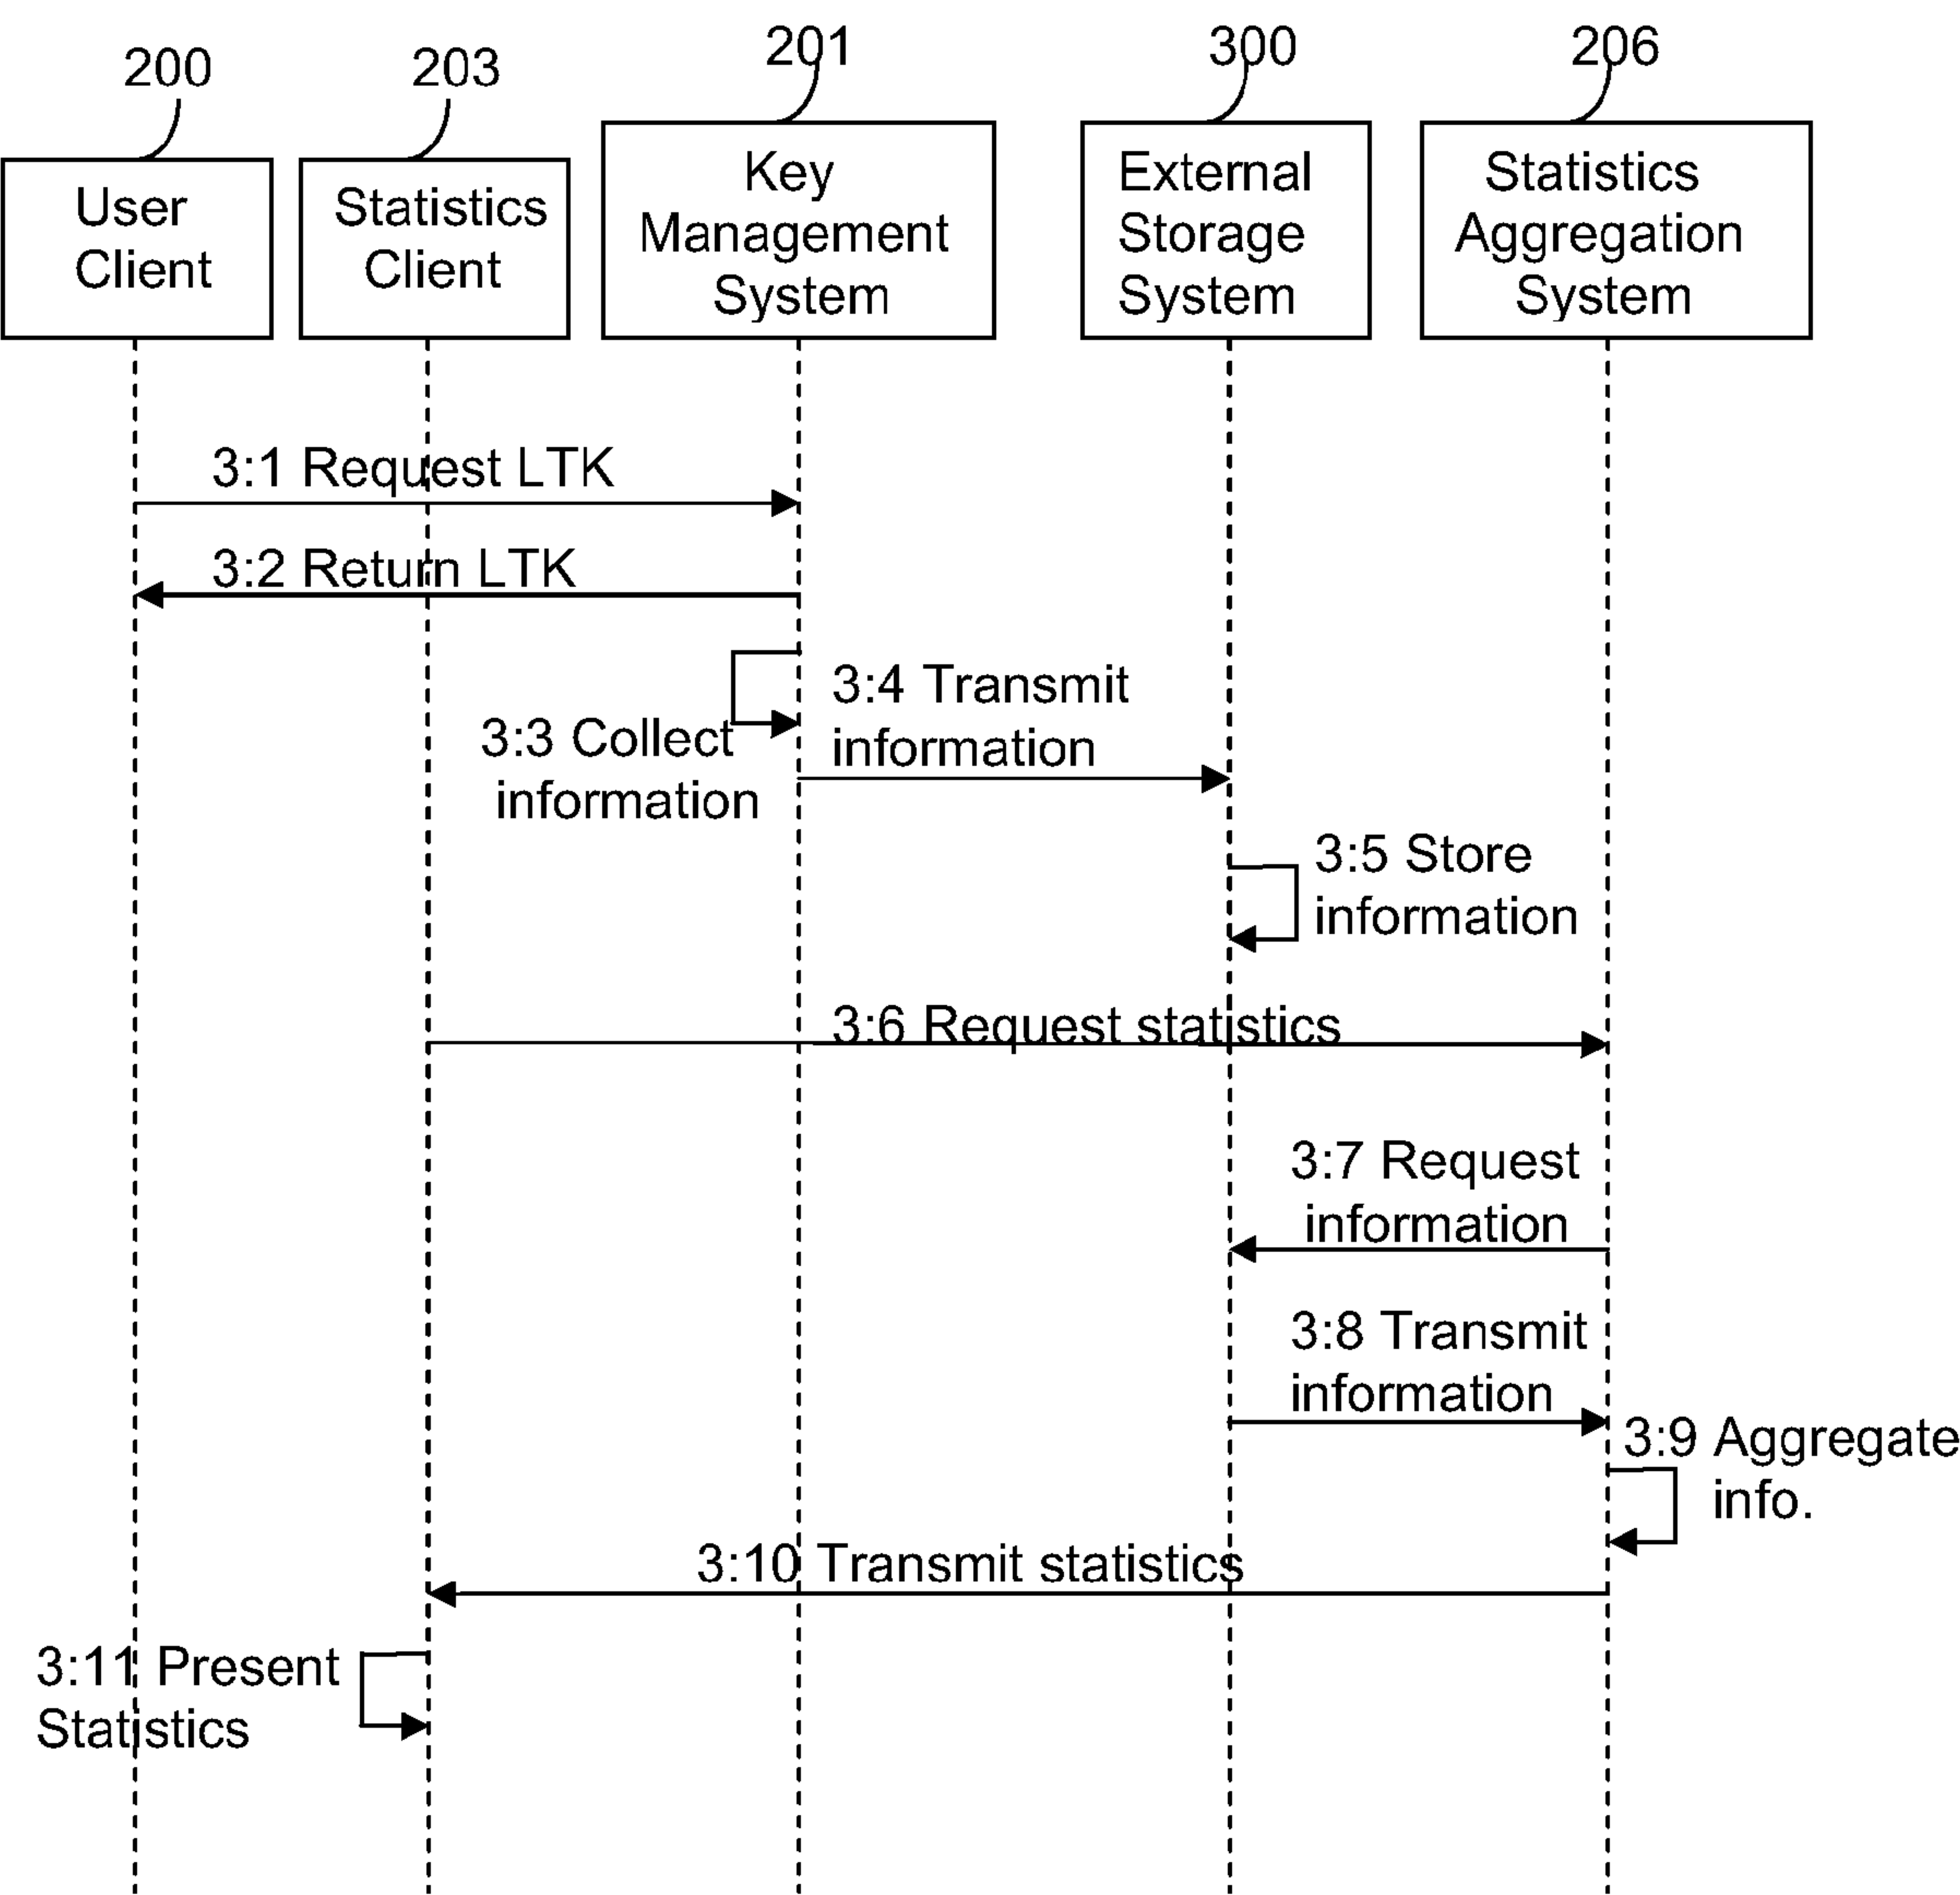 200
203
201
300
206
User
Client
Statistics
Client
Key
Management
System
External
Storage
System
Statistics
Aggregation
System
3:1 Request LTK
3:2 Return LTK
3:3 Collect
information
3:4 Transmit
information
3:5 Store
information
3:6 Request statistics
3:7 Request
information
3:8 Transmit
information
3:9 Aggregate
info.
3:10 Transmit statistics
3:11 Present
Statistics